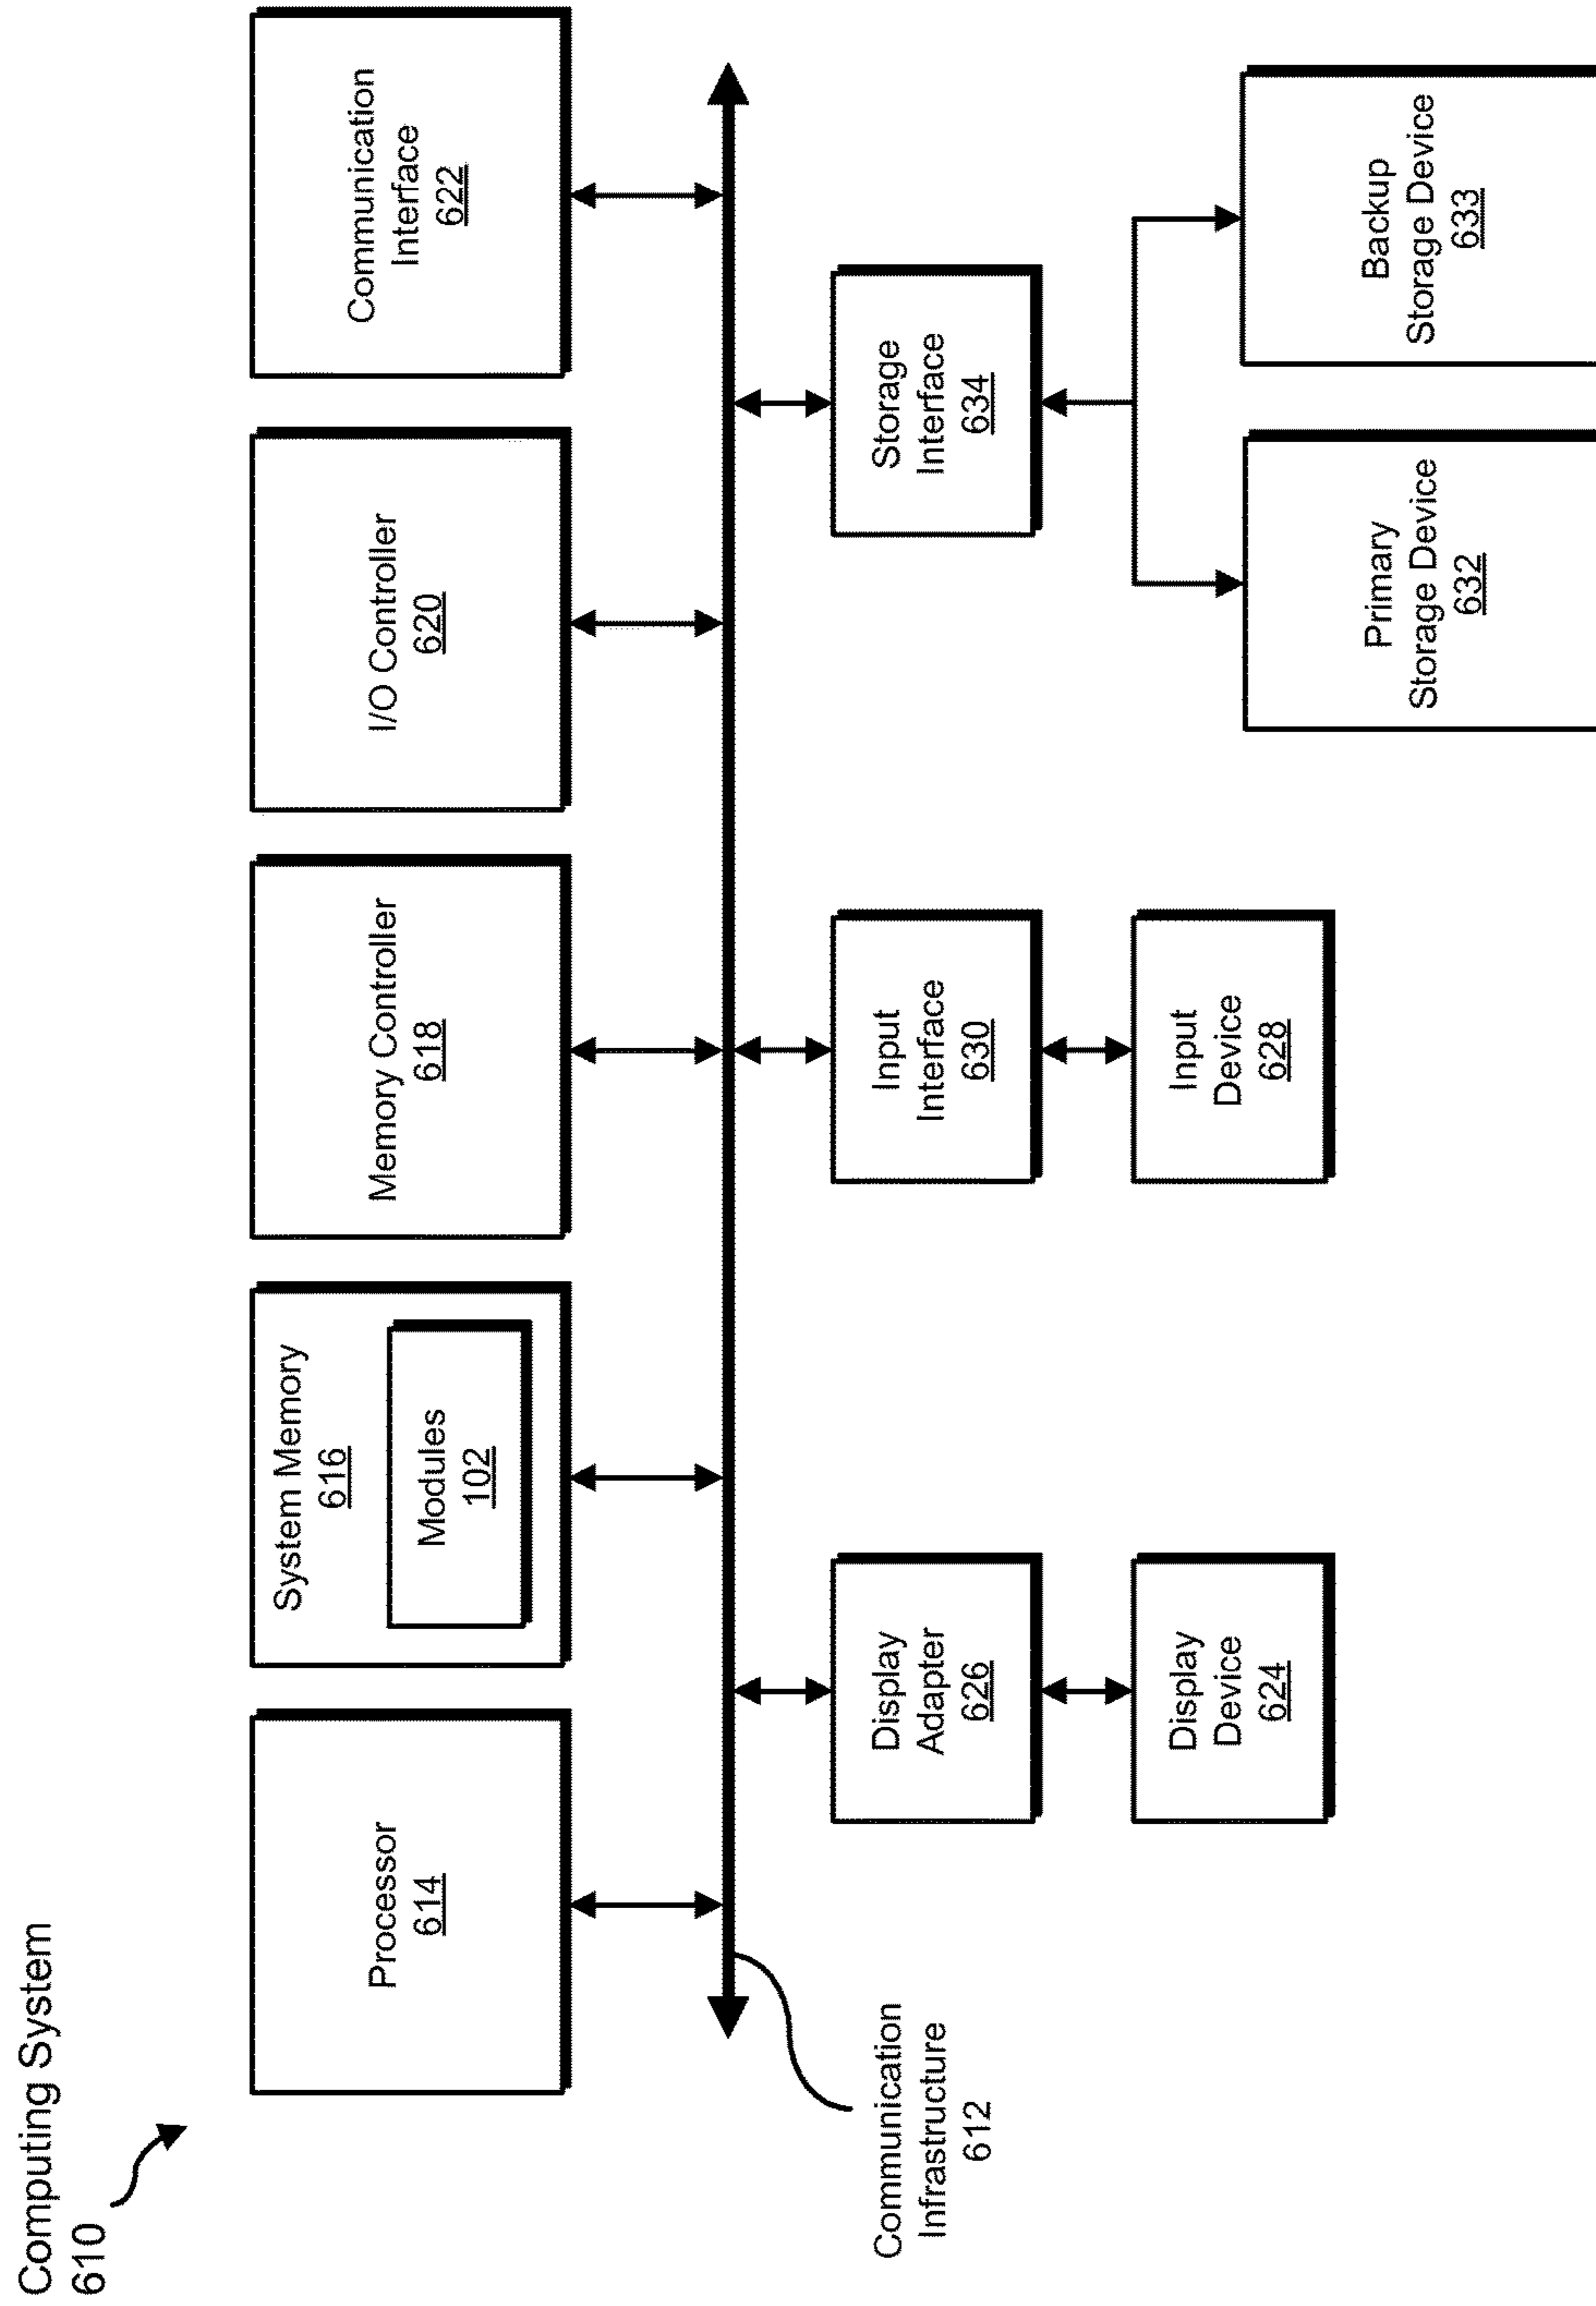 Computing System
610
Processor
614
System Memory
616
Modules
102
Memory Controller
618
I/O Controller
620
Communication
Interface
622
Communication
Infrastructure
612
Display
Adapter
626
Input
Interface
630
Storage
Interface
634
Display
Device
624
Input
Device
628
Primary
Storage Device
632
Backup
Storage Device
633